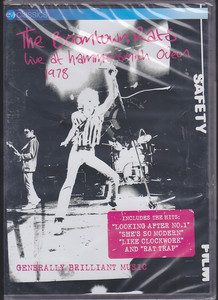 The Boomtown Rats
live at hammersmith Odeon
1978
SAFETY
FILM
INCLUDES THE HITS:
"LOOKING AFTER NO.1"
"SHE'S SO MODERN"
"LIKE CLOCKWORK"
AND "RAT TRAP"
GENERALLY BRILLIANT MUSIC